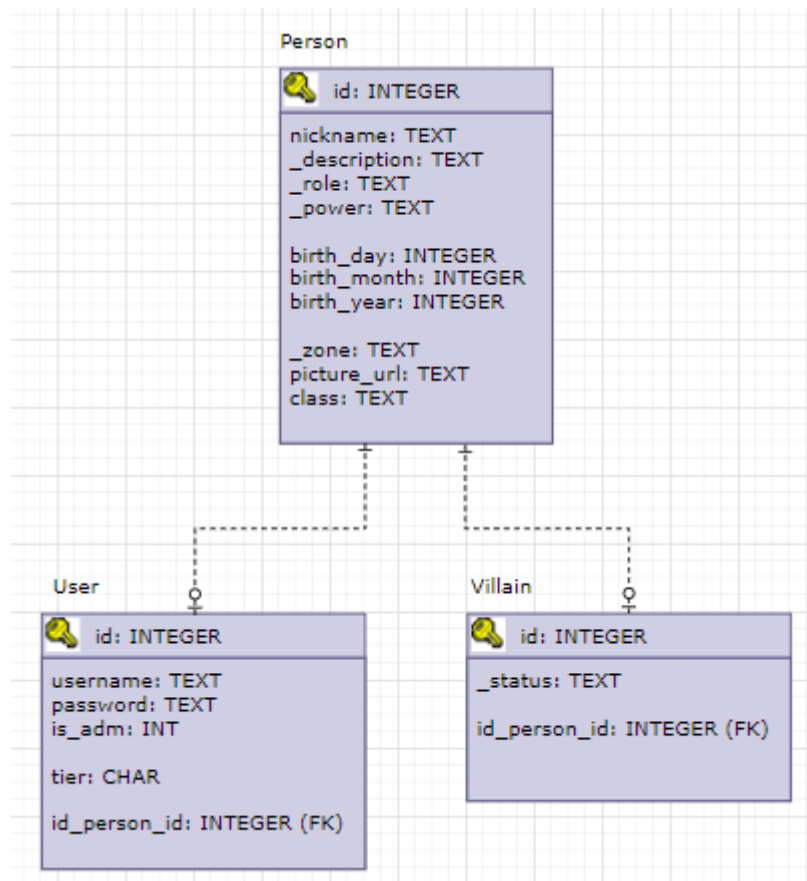 Person
id: INTEGER
nickname: TEXT
_description: TEXT
_role: TEXT
_power: TEXT
birth_day: INTEGER
birth_month: INTEGER
birth_year: INTEGER
_zone: TEXT
picture_url: TEXT
class: TEXT
User
id: INTEGER
username: TEXT
password: TEXT
is_adm: INT
tier: CHAR
id_person_id: INTEGER (FK)
Villain
id: INTEGER
_status: TEXT
id_person_id: INTEGER (FK)